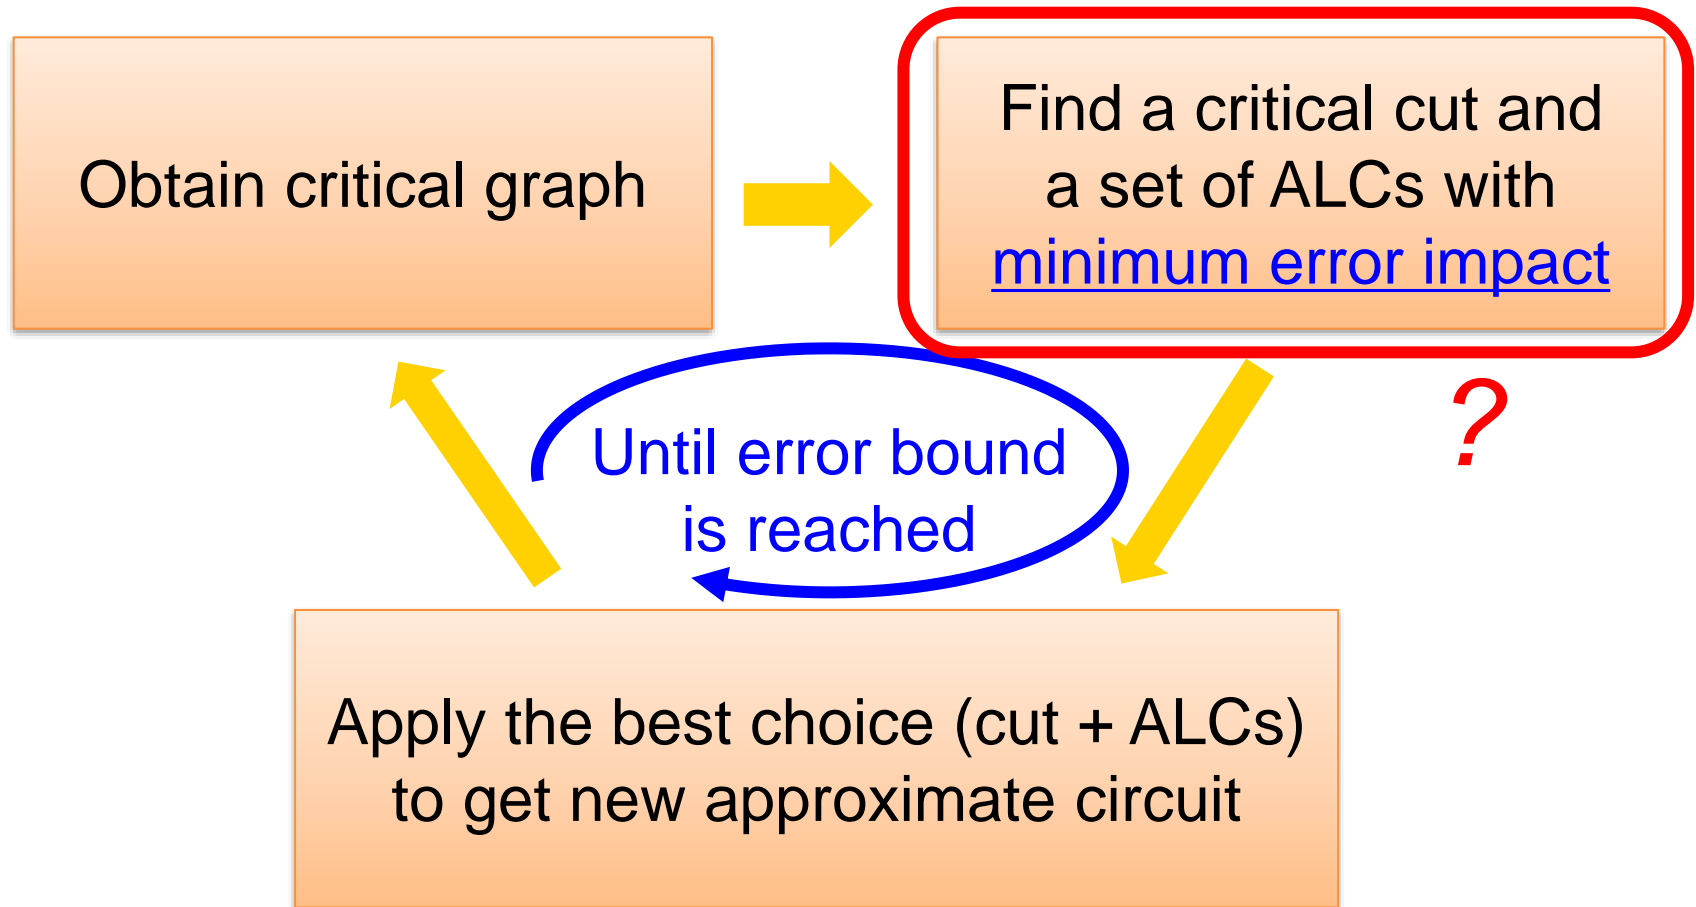 Obtain critical graph
Find a critical cut and
a set of ALCs with
minimum error impact
?
Until error bound
is reached
Apply the best choice (cut + ALCs)
to get new approximate circuit